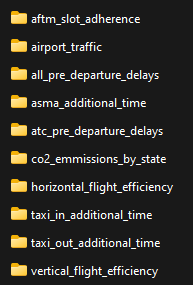 aftm_slot_adherence
airport_traffic
all_pre_departure_delays
asma_additional_time
atc_pre_departure_delays
co2_emmissions_by_state
horizontal_flight_efficiency
taxi_in_additional_time
taxi_out_additional_time
vertical_flight_efficiency